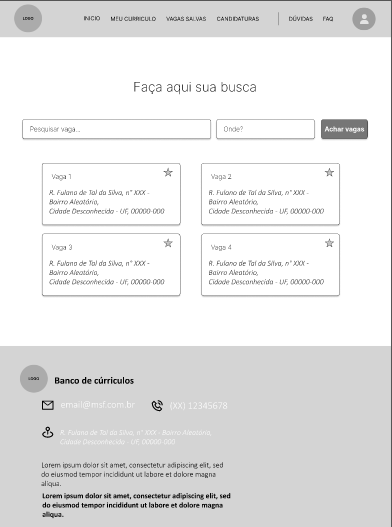 LOGO
INICIO MEU CURRICULO VAGAS SALVAS CANDIDATURAS DÚVIDAS FAQ
Faça aqui sua busca
Pesquisar vaga... Onde? Achar vagas
Vaga 1
R. Fulano de Tal da Silva, n° XXX -
Bairro Aleatório,
Cidade Desconhecida - UF, 00000-000
Vaga 2
R. Fulano de Tal da Silva, n° XXX -
Bairro Aleatório,
Cidade Desconhecida - UF, 00000-000
Vaga 3
R. Fulano de Tal da Silva, n° XXX -
Bairro Aleatório,
Cidade Desconhecida - UF, 00000-000
Vaga 4
R. Fulano de Tal da Silva, n° XXX -
Bairro Aleatório,
Cidade Desconhecida - UF, 00000-000
LOGO
Banco de cúrriculos
email@msf.com.br (XX) 12345678
R. Fulano de Tal da Silva, n° XXX - Bairro Aleatório,
Cidade Desconhecida - UF, 00000-000
Lorem ipsum dolor sit amet, consectetur adipiscing elit, sed
do eiusmod tempor incididunt ut labore et dolore magna
aliqua.
Lorem ipsum dolor sit amet, consectetur adipiscing elit, sed
do eiusmod tempor incididunt ut labore et dolore magna
aliqua.